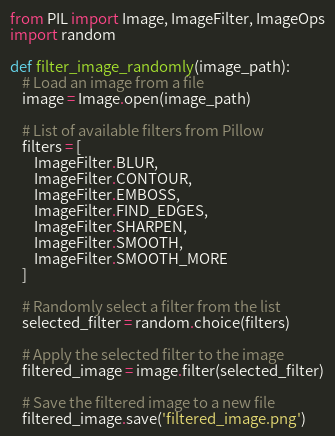 from PIL import Image, ImageFilter, ImageOps
import random

def filter_image_randomly(image_path):
    # Load an image from a file
    image = Image.open(image_path)

    # List of available filters from Pillow
    filters = [
        ImageFilter.BLUR,
        ImageFilter.CONTOUR,
        ImageFilter.EMBOSS,
        ImageFilter.FIND_EDGES,
        ImageFilter.SHARPEN,
        ImageFilter.SMOOTH,
        ImageFilter.SMOOTH_MORE
    ]

    # Randomly select a filter from the list
    selected_filter = random.choice(filters)

    # Apply the selected filter to the image
    filtered_image = image.filter(selected_filter)

    # Save the filtered image to a new file
    filtered_image.save('filtered_image.png')